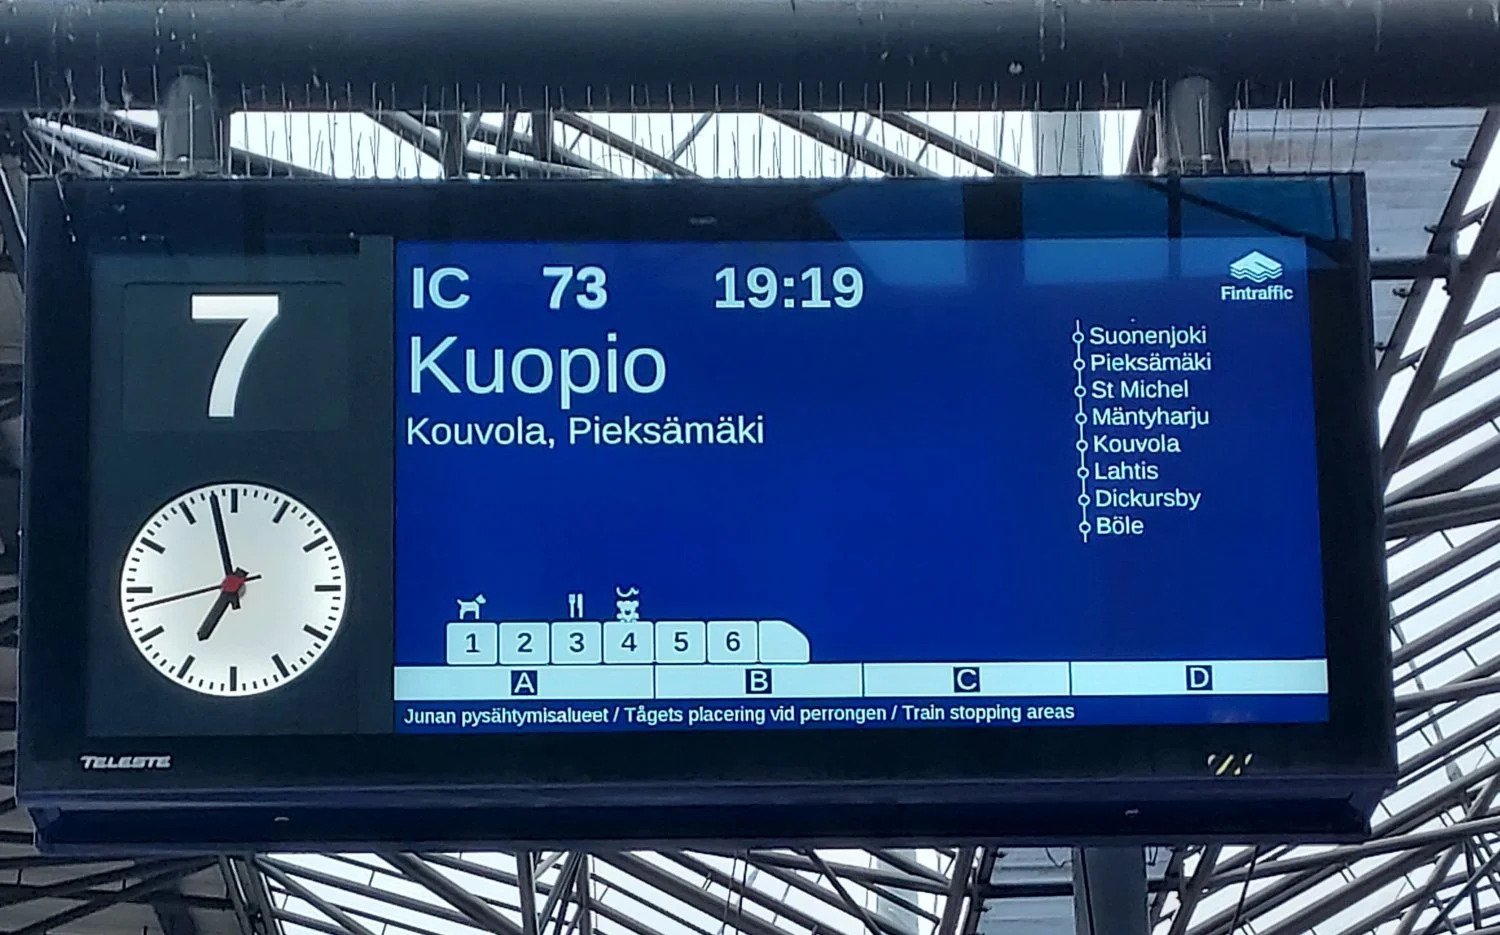 7
IC 73 19:19
Kuopio
Kouvola, Pieksämäki
Fintraffic
Suonenjoki
Pieksämäki
St Michel
Mäntyharju
Kouvola
Lahtis
Dickursby
Böle
1 2 3 4 5 6
A B C D
Junan pysähtymisalueet / Tågets placering vid perrongen / Train stopping areas
TELESTE